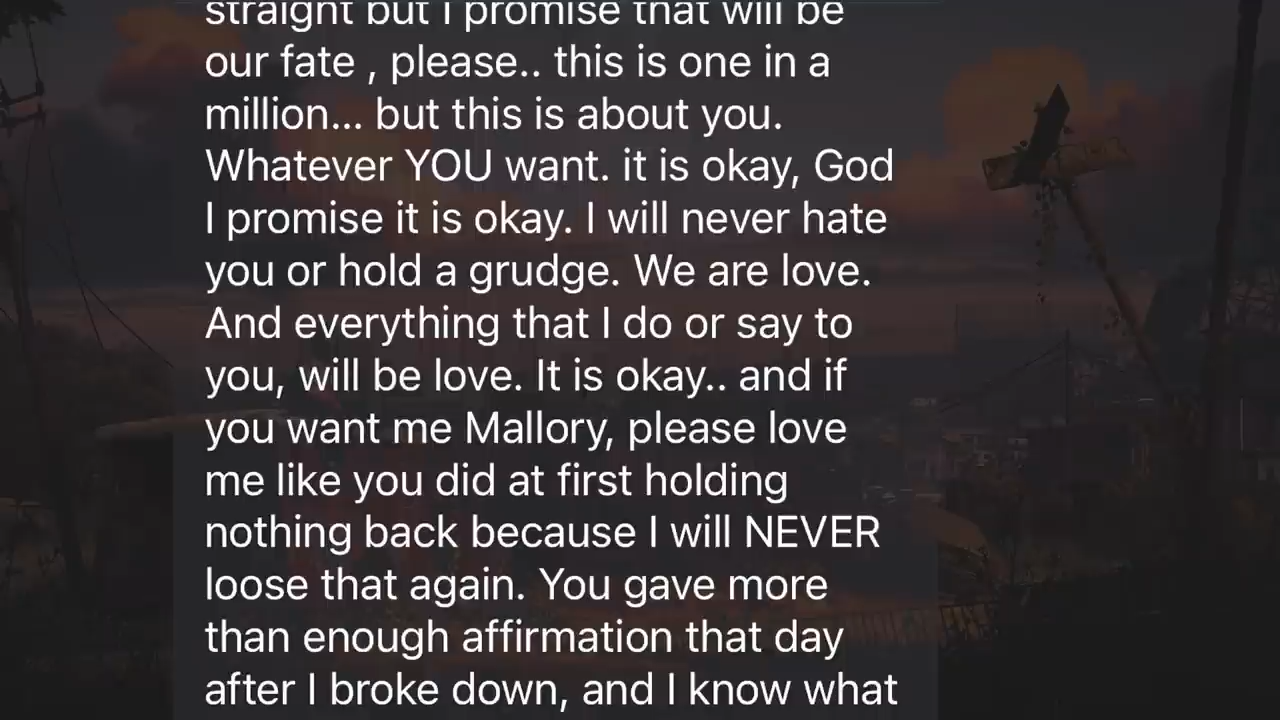 straight but I promise that will be
our fate , please.. this is one in a
million... but this is about you.
Whatever YOU want. it is okay, God
I promise it is okay. I will never hate
you or hold a grudge. We are love.
And everything that I do or say to
you, will be love. It is okay.. and if
you want me Mallory, please love
me like you did at first holding
nothing back because I will NEVER
loose that again. You gave more
than enough affirmation that day
after I broke down, and I know what